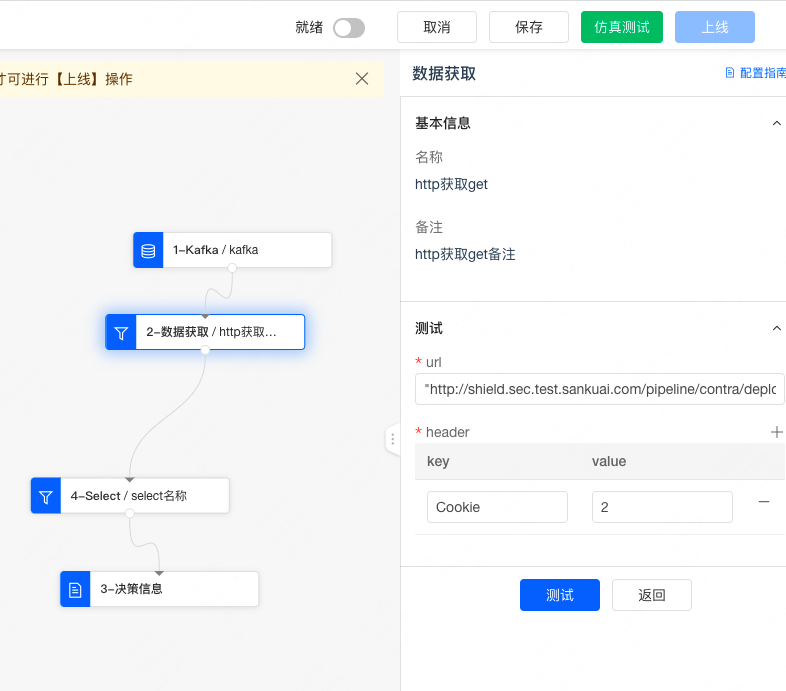 就绪
取消
保存
仿真测试
上线
可进行【上线】操作
数据获取
配置指南
基本信息
名称
http获取get
备注
http获取get备注
1-Kafka / kafka
2-数据获取 / http获取...
4-Select / select名称
3-决策信息
测试
* url
"http://shield.sec.test.sankuai.com/pipeline/contra/deplo
* header
key value
Cookie 2
测试
返回